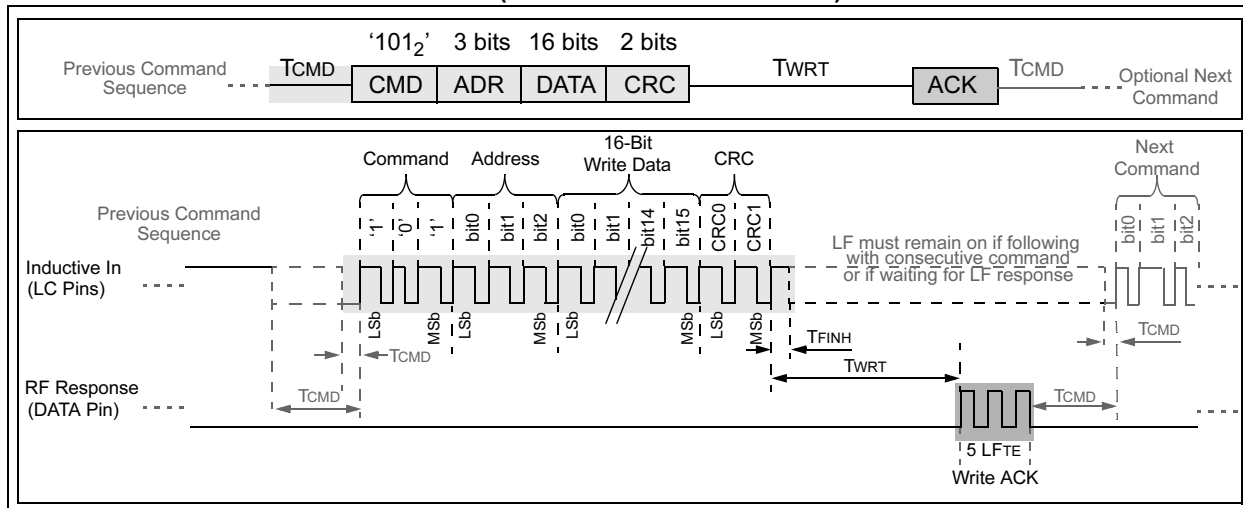 ‘101₂’ 3 bits 16 bits 2 bits
Previous Command
Sequence
TCMD
CMD ADR DATA CRC
TWRT
ACK
TCMD
Optional Next
Command
Command Address
16-Bit
Write Data
CRC
Next
Command
Previous Command
Sequence
‘1’ ‘0’ ‘1’ bit0 bit1 bit2 bit0 bit1 bit14 bit15 CRC0 CRC1
bit0 bit1 bit2
LF must remain on if following
with consecutive command
or if waiting for LF response
Inductive In
(LC Pins)
LSb MSb LSb MSb LSb MSb LSb MSb
TCMD
TFINH
TCMD
TWRT
RF Response
(DATA Pin)
TCMD
TCMD
5 LFTE
Write ACK